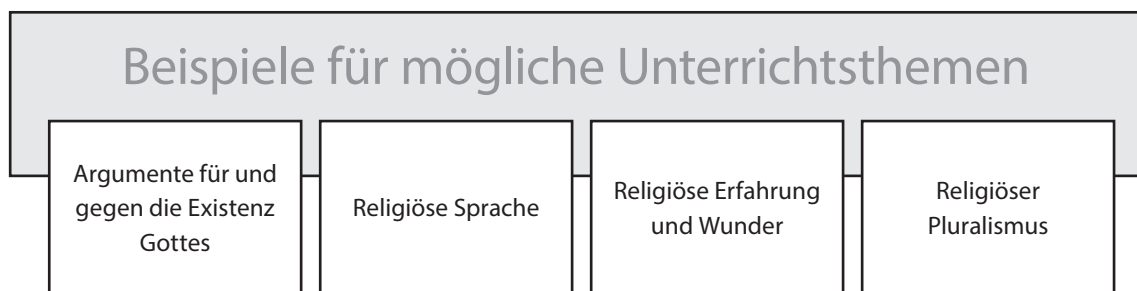 Beispiele für mögliche Unterrichtsthemen
Argumente für und
gegen die Existenz
Gottes
Religiöse Sprache
Religiöse Erfahrung
und Wunder
Religiöser
Pluralismus